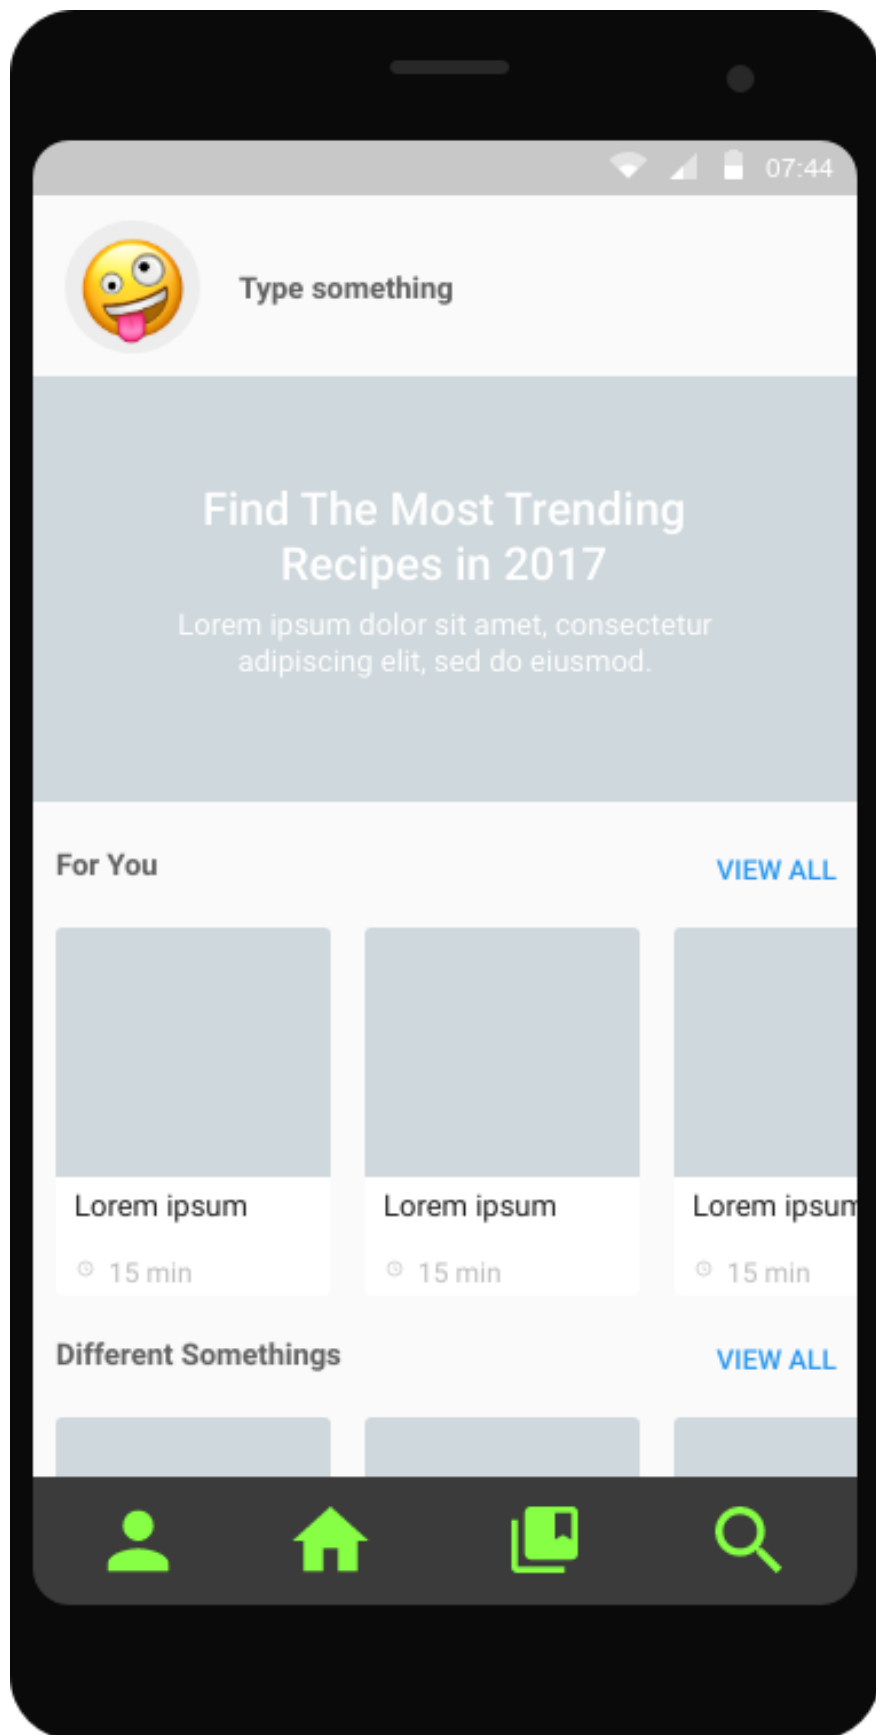 07:44
Type something
Find The Most Trending
Recipes in 2017
Lorem ipsum dolor sit amet, consectetur
adipiscing elit, sed do eiusmod.
For You
VIEW ALL
Lorem ipsum
Lorem ipsum
Lorem ipsum
15 min
15 min
15 min
Different Somethings
VIEW ALL